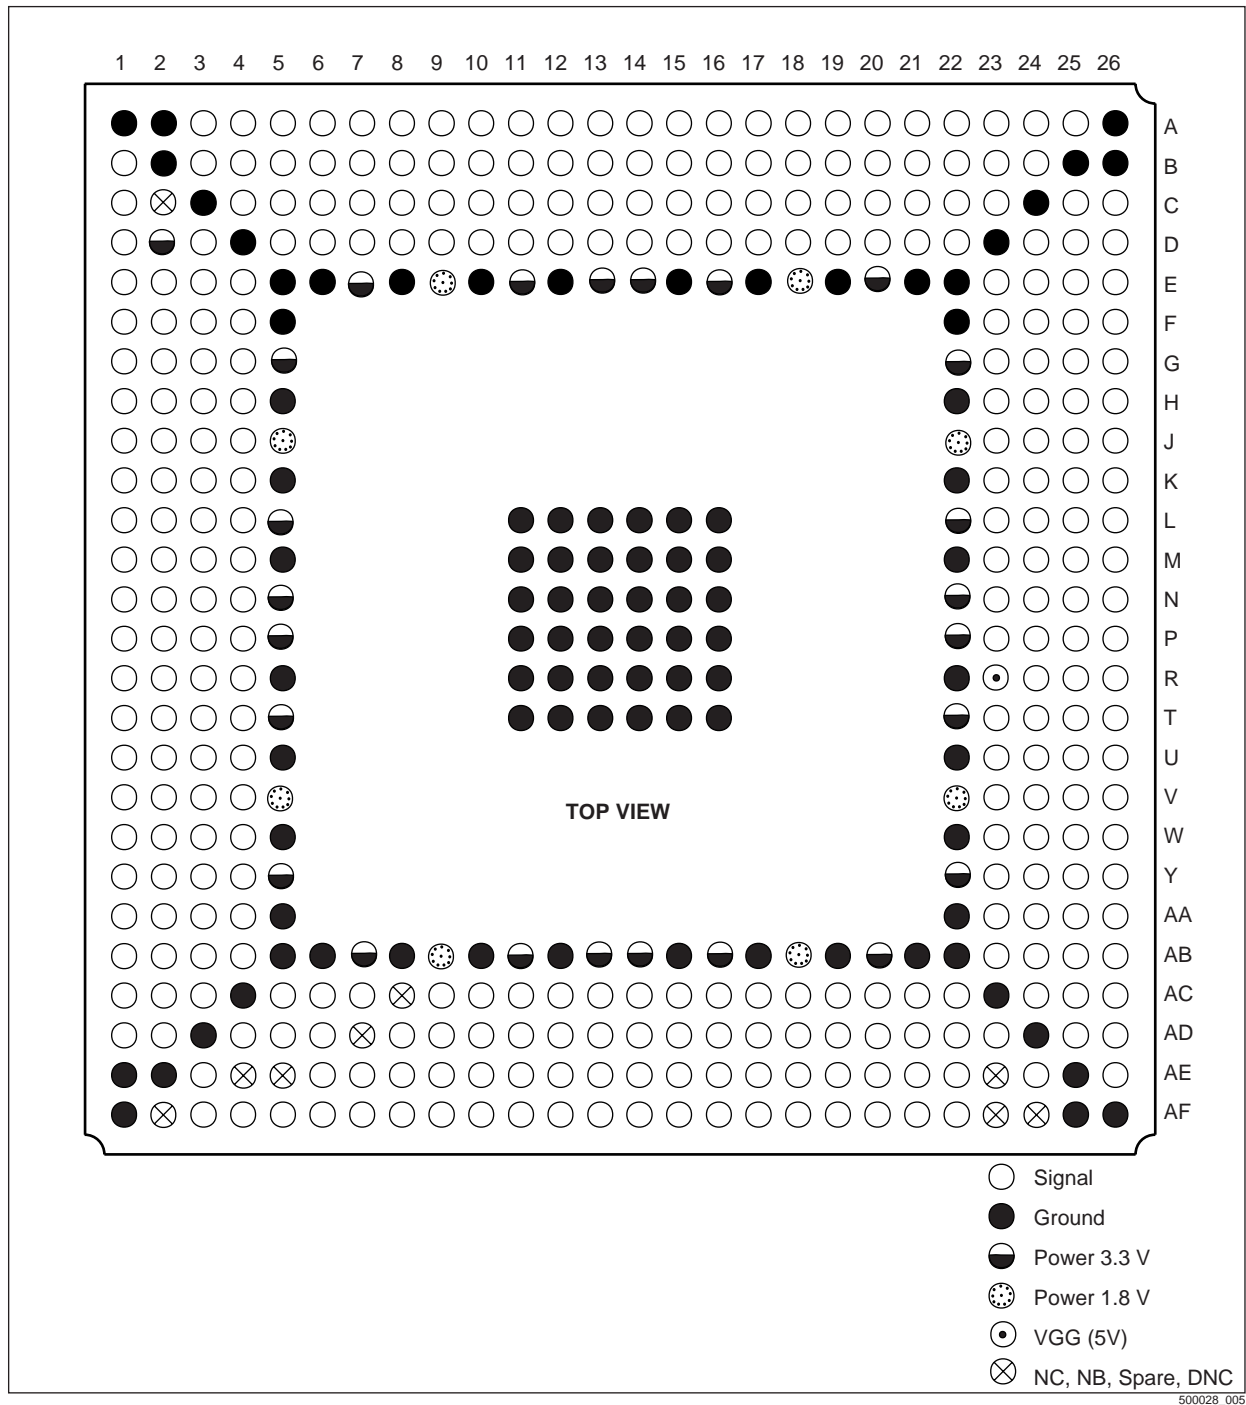 1 2 3 4 5 6 7 8 9 10 11 12 13 14 15 16 17 18 19 20 21 22 23 24 25 26
A
B
C
D
E
F
G
H
J
K
L
M
N
P
R
T
U
V
TOP VIEW
W
Y
AA
AB
AC
AD
AE
AF
Signal
Ground
Power 3.3 V
Power 1.8 V
VGG (5V)
NC, NB, Spare, DNC
500028_005